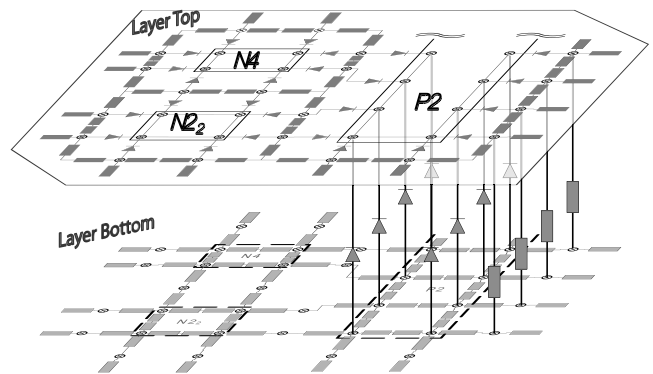 Layer Top
N4
P2
N2₂
Layer Bottom
N4
P2
N2₂